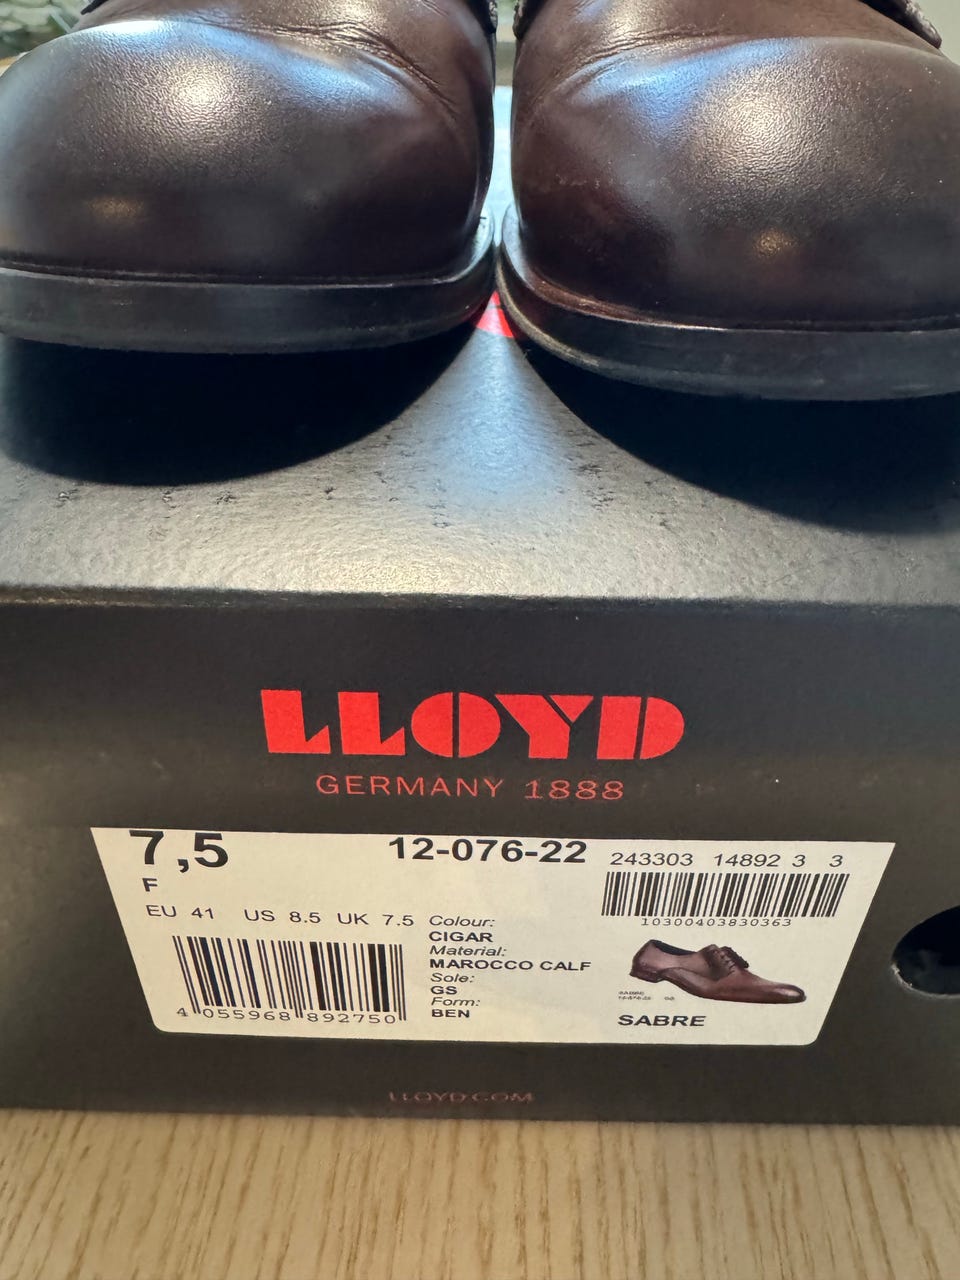 LLOYD
GERMANY 1888
7,5
12-076-22
243303 14892 3 3
F
10300403830363
EU 41 US 8.5 UK 7.5
Colour:
CIGAR
Material:
MAROCCO CALF
Sole:
GS
Form:
BEN
4 055968 892750
SABRE
LLOYD.COM